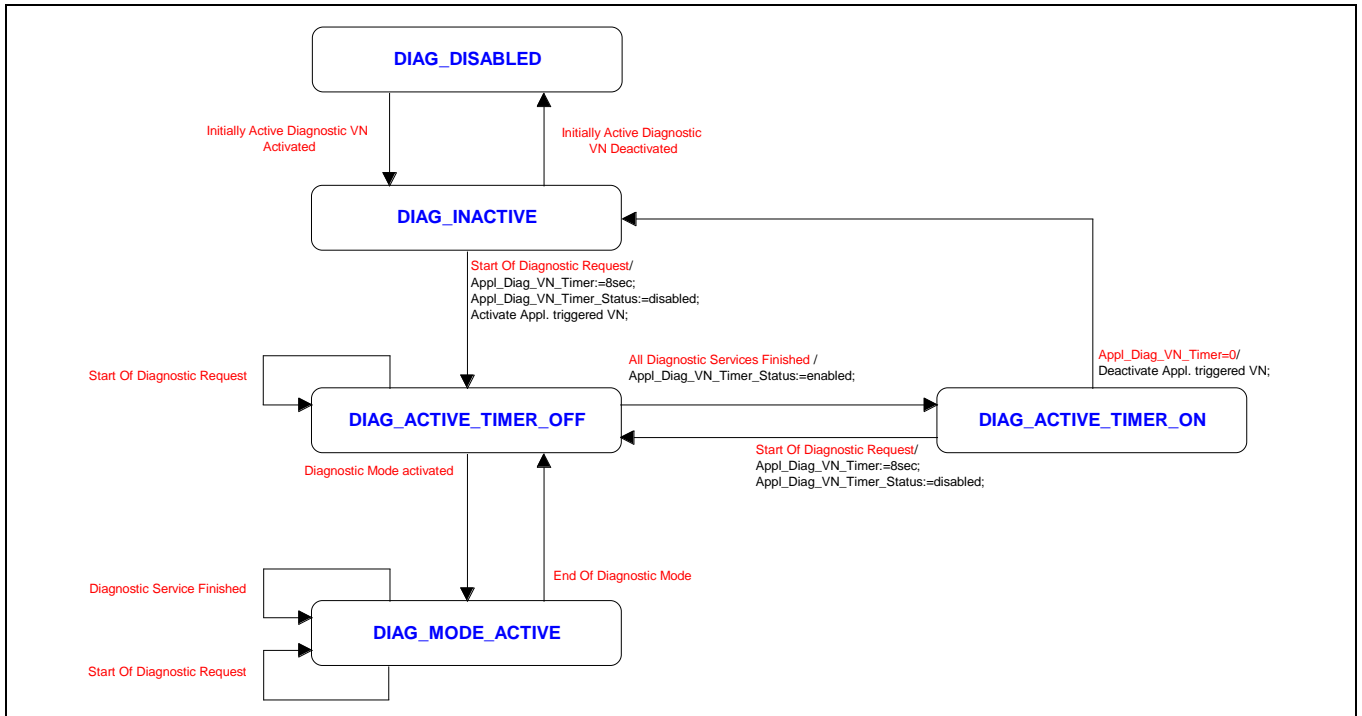 DIAG_DISABLED
Initially Active Diagnostic VN
Activated
Initially Active Diagnostic
VN Deactivated
DIAG_INACTIVE
Start Of Diagnostic Request/
Appl_Diag_VN_Timer:=8sec;
Appl_Diag_VN_Timer_Status:=disabled;
Activate Appl. triggered VN;
Start Of Diagnostic Request
All Diagnostic Services Finished /
Appl_Diag_VN_Timer_Status:=enabled;
Appl_Diag_VN_Timer=0/
Deactivate Appl. triggered VN;
DIAG_ACTIVE_TIMER_OFF
DIAG_ACTIVE_TIMER_ON
Start Of Diagnostic Request/
Appl_Diag_VN_Timer:=8sec;
Appl_Diag_VN_Timer_Status:=disabled;
Diagnostic Mode activated
End Of Diagnostic Mode
Diagnostic Service Finished
DIAG_MODE_ACTIVE
Start Of Diagnostic Request